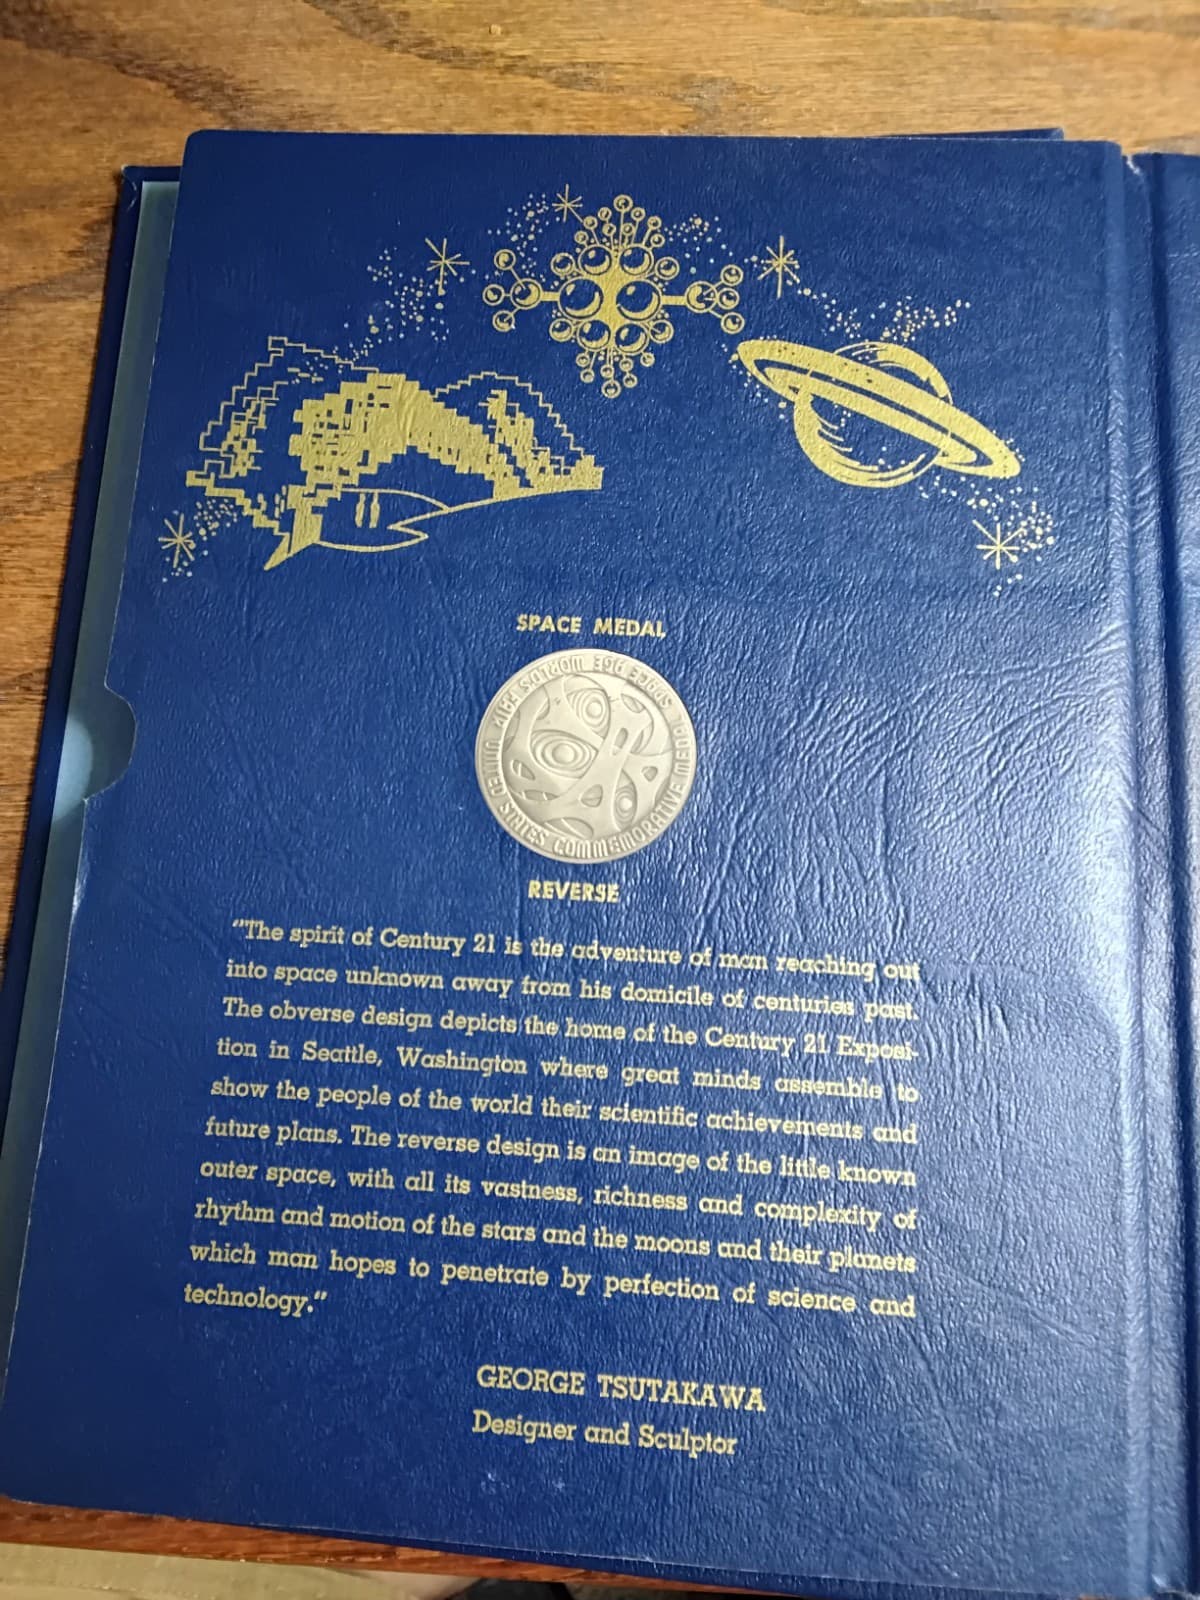 SPACE MEDAL
UNITED STATES COMMEMORATIVE MEDAL SPACE AGE WORLDS FAIR
REVERSE
"The spirit of Century 21 is the adventure of man reaching out
into space unknown away from his domicile of centuries past.
The obverse design depicts the home of the Century 21 Exposi-
tion in Seattle, Washington where great minds assemble to
show the people of the world their scientific achievements and
future plans. The reverse design is an image of the little known
outer space, with all its vastness, richness and complexity of
rhythm and motion of the stars and the moons and their planets
which man hopes to penetrate by perfection of science and
technology."
GEORGE TSUTAKAWA
Designer and Sculptor